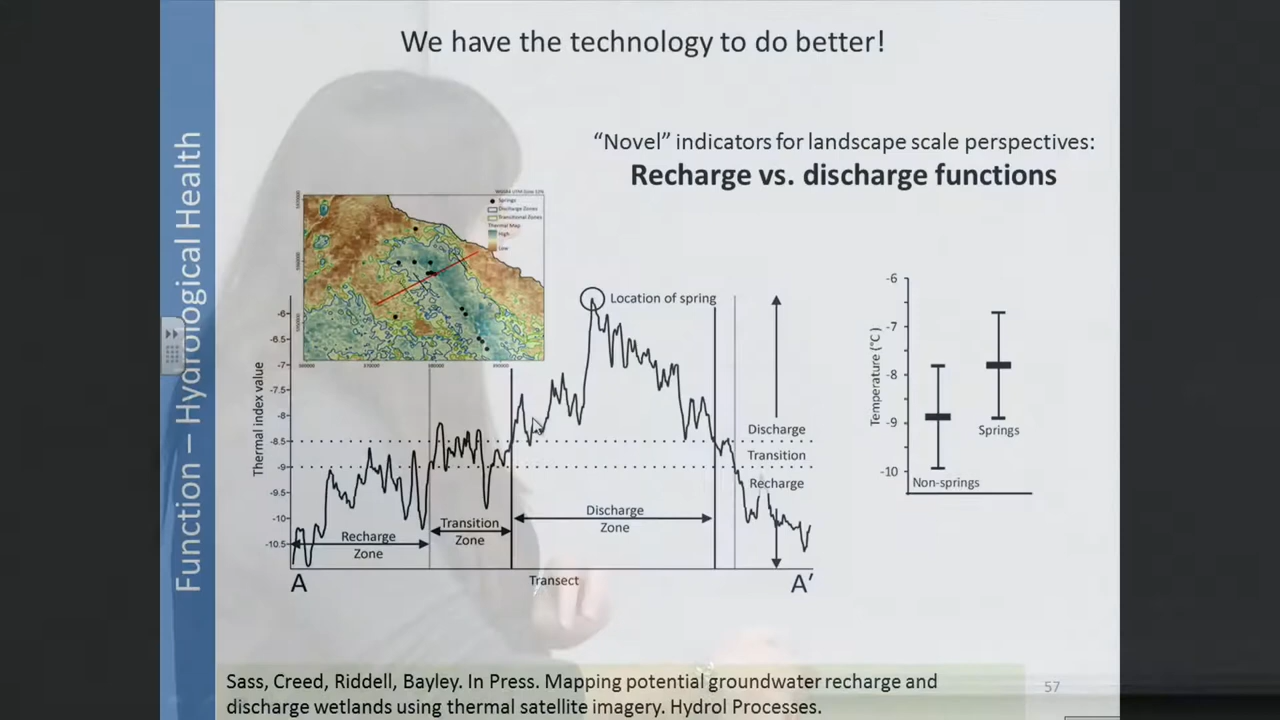 We have the technology to do better!
Function – Hydrological Health
“Novel” indicators for landscape scale perspectives:
Recharge vs. discharge functions
Springs
Discharge Zones
Transitional Zones
Thermal Map
High
Low
Location of spring
Thermal index value
-6
-6.5
-7
-7.5
-8
-8.5
-9
-9.5
-10
-10.5
Discharge
Transition
Recharge
Recharge
Zone
Transition
Zone
Discharge
Zone
A
Transect
A’
Temperature (°C)
-6
-7
-8
-9
-10
Springs
Non-springs
Sass, Creed, Riddell, Bayley. In Press. Mapping potential groundwater recharge and
discharge wetlands using thermal satellite imagery. Hydrol Processes.
57